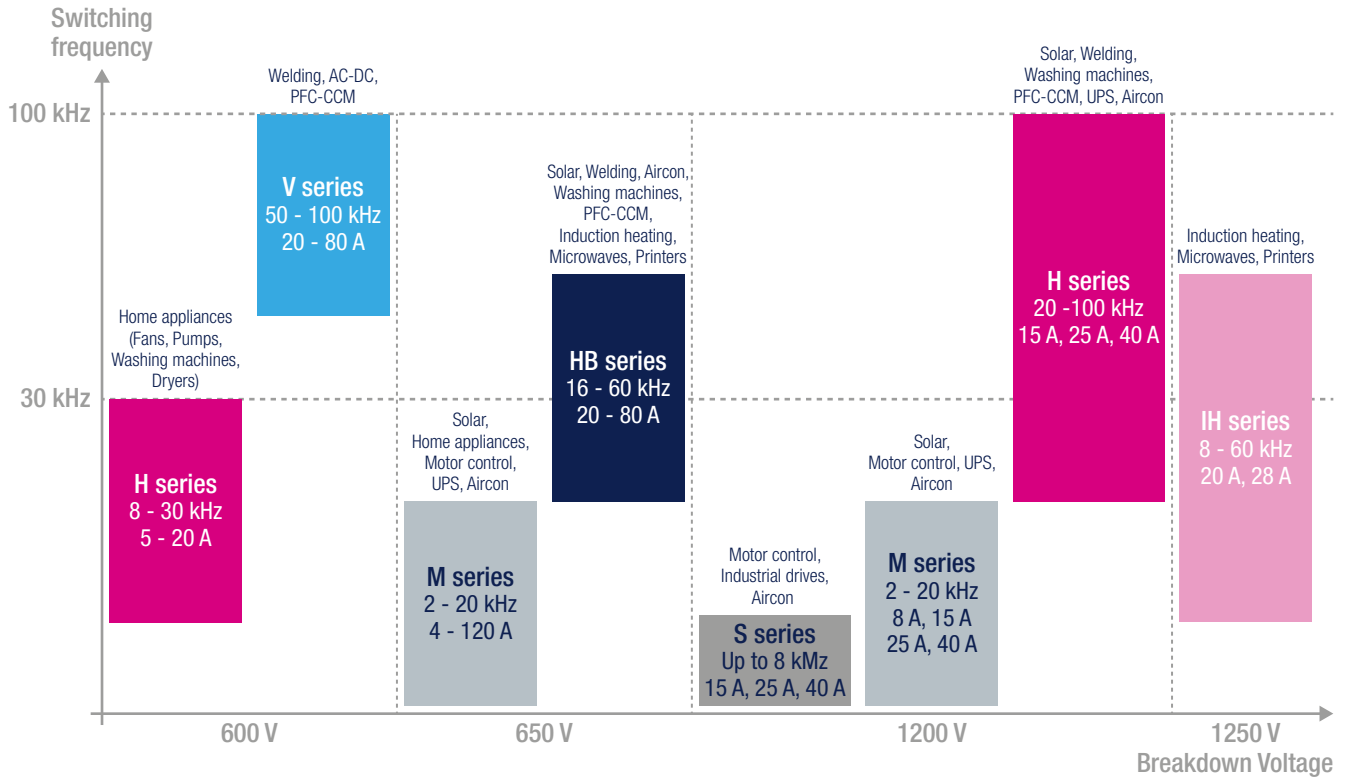 Switching
frequency
100 kHz
30 kHz
Home appliances
(Fans, Pumps,
Washing machines,
Dryers)
H series
8 - 30 kHz
5 - 20 A
Welding, AC-DC,
PFC-CCM
V series
50 - 100 kHz
20 - 80 A
Solar,
Home appliances,
Motor control,
UPS, Aircon
M series
2 - 20 kHz
4 - 120 A
Solar, Welding, Aircon,
Washing machines,
PFC-CCM,
Induction heating,
Microwaves, Printers
HB series
16 - 60 kHz
20 - 80 A
Motor control,
Industrial drives,
Aircon
S series
Up to 8 kMz
15 A, 25 A, 40 A
Solar,
Motor control, UPS,
Aircon
M series
2 - 20 kHz
8 A, 15 A
25 A, 40 A
Solar, Welding,
Washing machines,
PFC-CCM, UPS, Aircon
H series
20 -100 kHz
15 A, 25 A, 40 A
Induction heating,
Microwaves, Printers
IH series
8 - 60 kHz
20 A, 28 A
600 V
650 V
1200 V
1250 V
Breakdown Voltage